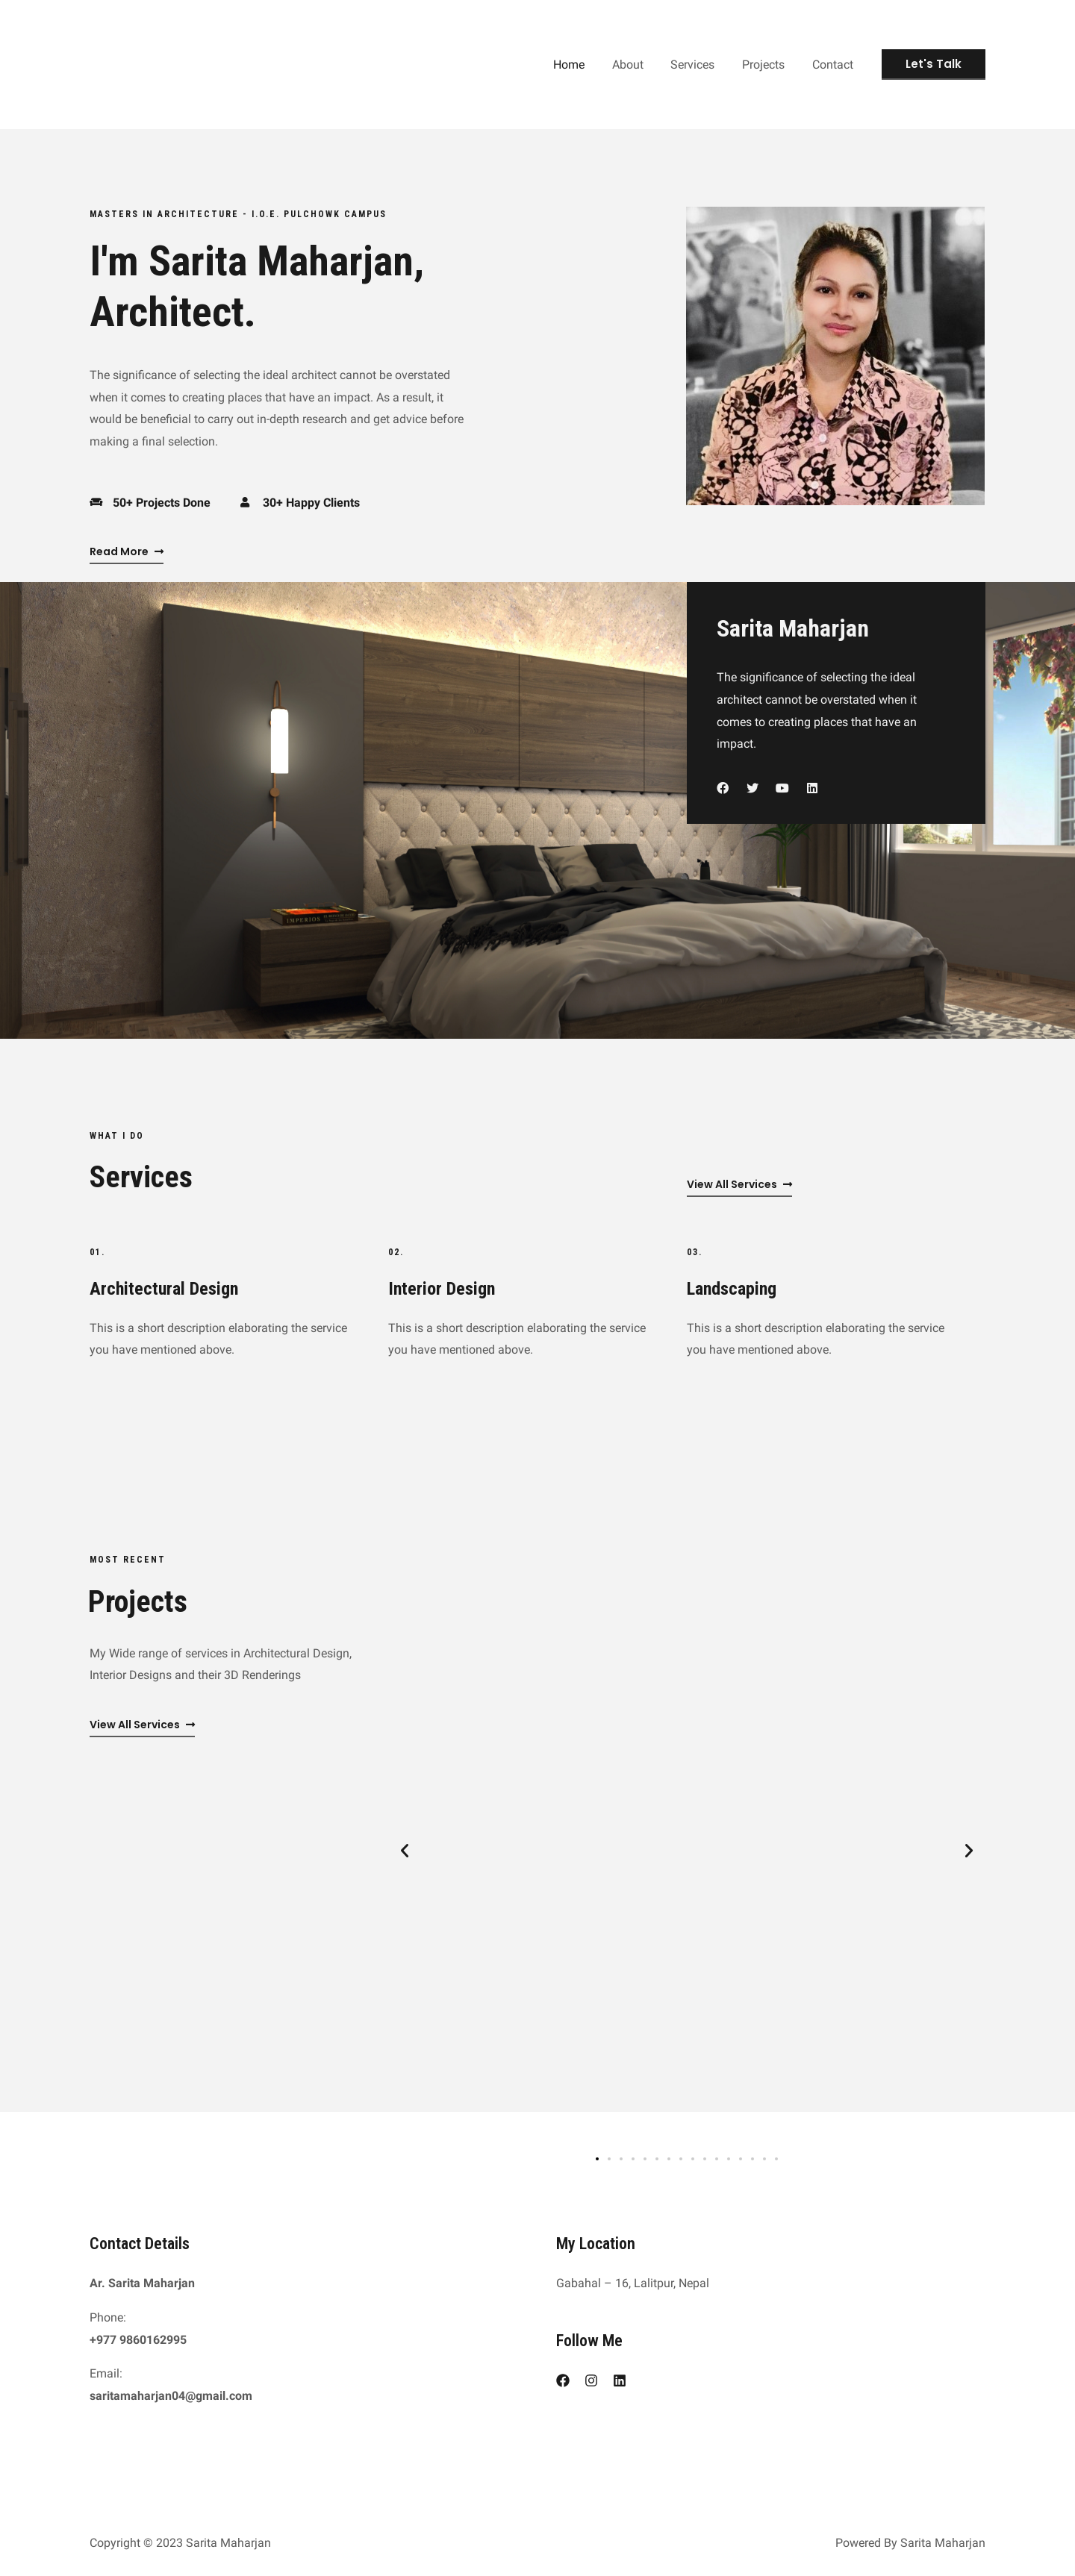 Home About Services Projects Contact Let's Talk
MASTERS IN ARCHITECTURE - I.O.E. PULCHOWK CAMPUS
I'm Sarita Maharjan,
Architect.
The significance of selecting the ideal architect cannot be overstated
when it comes to creating places that have an impact. As a result, it
would be beneficial to carry out in-depth research and get advice before
making a final selection.
50+ Projects Done 30+ Happy Clients
Read More
Sarita Maharjan
The significance of selecting the ideal
architect cannot be overstated when it
comes to creating places that have an
impact.
IMPERIOS
WHAT I DO
Services
View All Services
01.
Architectural Design
This is a short description elaborating the service
you have mentioned above.
02.
Interior Design
This is a short description elaborating the service
you have mentioned above.
03.
Landscaping
This is a short description elaborating the service
you have mentioned above.
MOST RECENT
Projects
My Wide range of services in Architectural Design,
Interior Designs and their 3D Renderings
View All Services
Contact Details
Ar. Sarita Maharjan
Phone:
+977 9860162995
Email:
saritamaharjan04@gmail.com
My Location
Gabahal – 16, Lalitpur, Nepal
Follow Me
Copyright © 2023 Sarita Maharjan
Powered By Sarita Maharjan